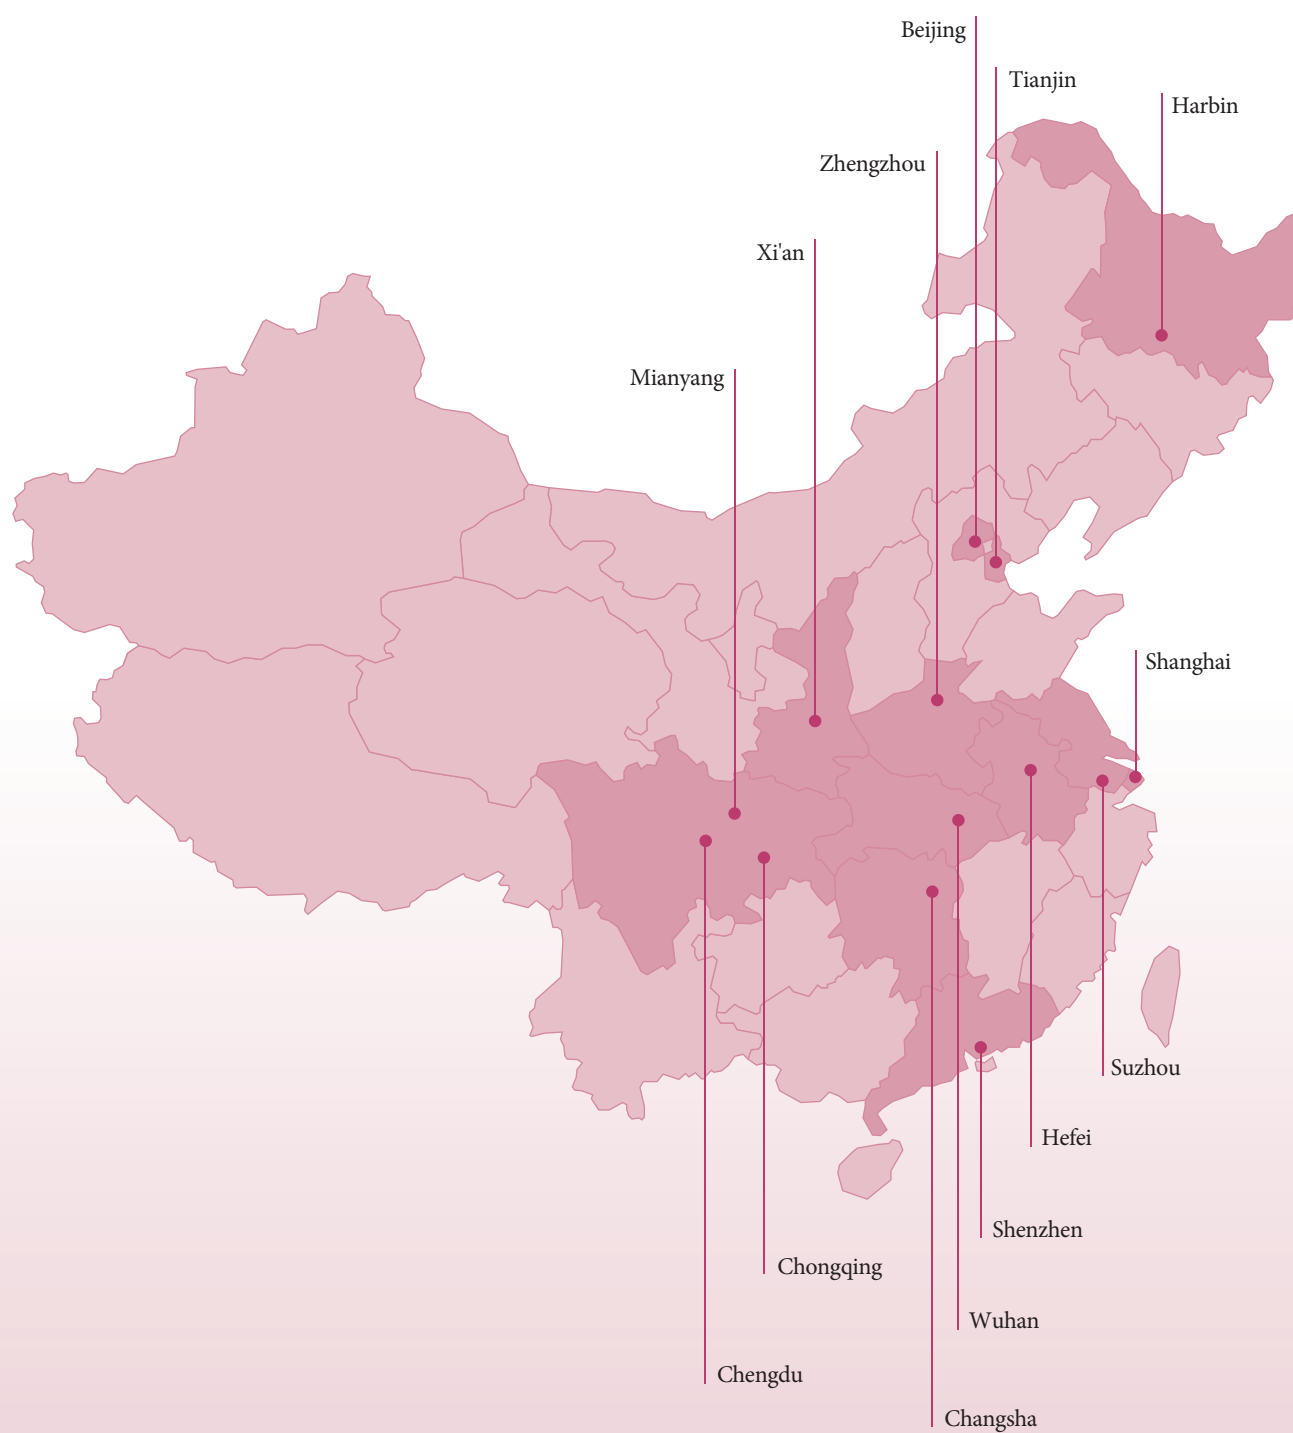 Beijing
Tianjin
Harbin
Zhengzhou
Xi'an
Mianyang
Shanghai
Suzhou
Hefei
Shenzhen
Chongqing
Wuhan
Chengdu
Changsha